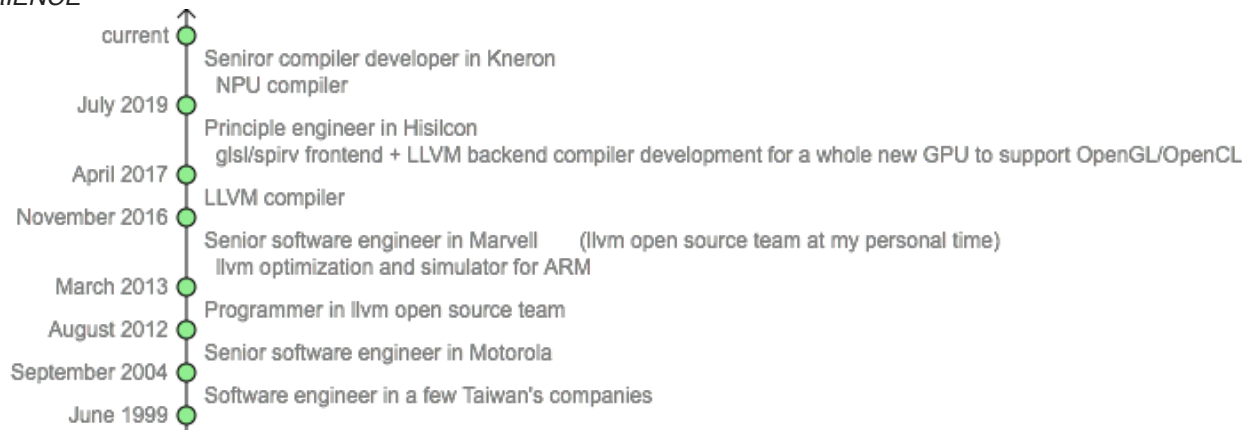 current
Seniror compiler developer in Kneron
NPU compiler
July 2019
Principle engineer in Hisilcon
glsl/spirv frontend + LLVM backend compiler development for a whole new GPU to support OpenGL/OpenCL
April 2017
LLVM compiler
November 2016
Senior software engineer in Marvell (llvm open source team at my personal time)
llvm optimization and simulator for ARM
March 2013
Programmer in llvm open source team
August 2012
Senior software engineer in Motorola
September 2004
Software engineer in a few Taiwan's companies
June 1999